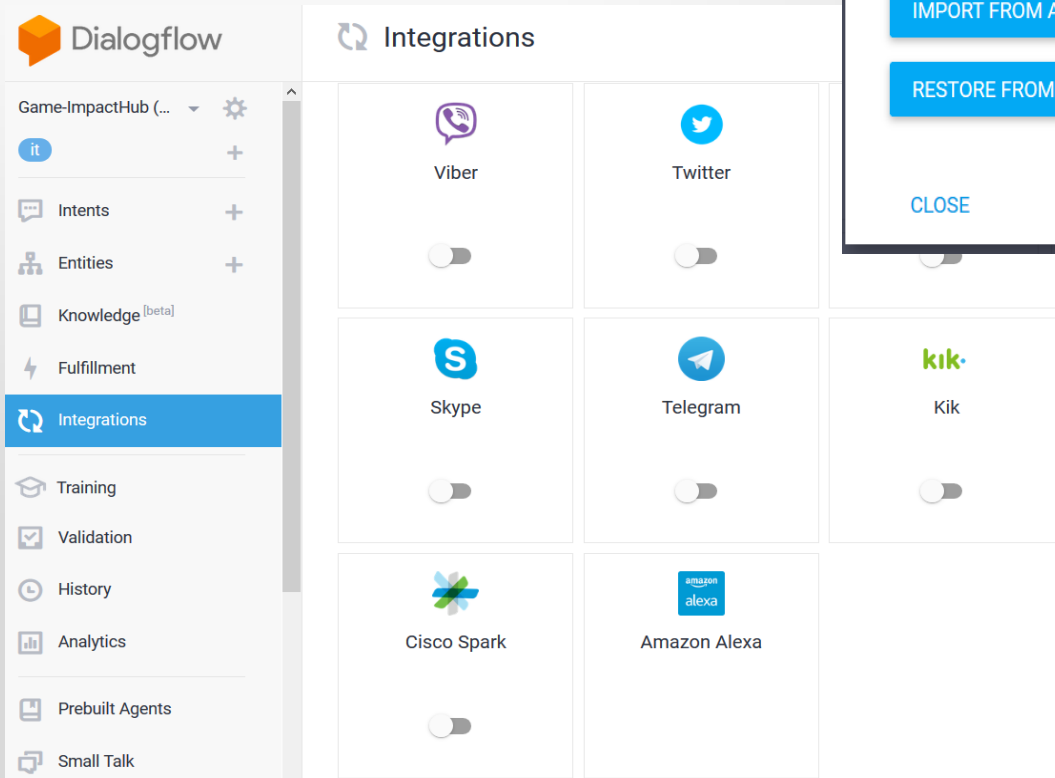 Dialogflow
Game-ImpactHub (...
it
Intents
Entities
Knowledge [beta]
Fulfillment
Integrations
Training
Validation
History
Analytics
Prebuilt Agents
Small Talk
Integrations
Viber
Twitter
Skype
Telegram
kik
Kik
Cisco Spark
amazon
alexa
Amazon Alexa
IMPORT FROM A
RESTORE FROM
CLOSE